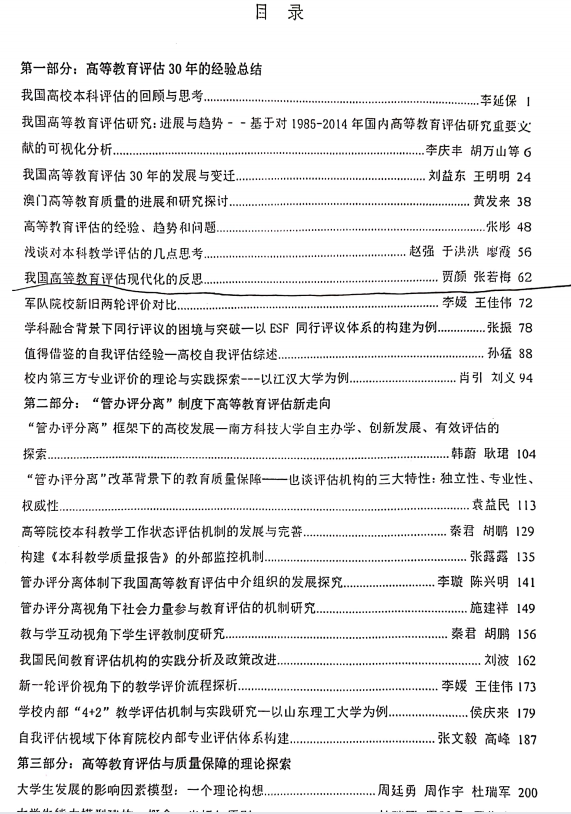 目 录
第一部分：高等教育评估 30 年的经验总结
我国高校本科评估的回顾与思考........................李延保 1
我国高等教育评估研究：进展与趋势－－基于对 1985-2014 年国内高等教育评估研究重要文
献的可视化分析........................李庆丰 胡万山等 6
我国高等教育评估 30 年的发展与变迁........................刘益东 王明明 24
澳门高等教育质量的进展和研究探讨........................黄发来 38
高等教育评估的经验、趋势和问题........................张彤 48
浅谈对本科教学评估的几点思考........................赵强 于洪洪 廖霞 56
我国高等教育评估现代化的反思........................贾颜 张若梅 62
军队院校新旧两轮评价对比........................李嫒 王佳伟 72
学科融合背景下同行评议的困境与突破—以 ESF 同行评议体系的构建为例..............张振 78
值得借鉴的自我评估经验—高校自我评估综述........................孙猛 88
校内第三方专业评价的理论与实践探索---以江汉大学为例........................肖引 刘义 94
第二部分：“管办评分离”制度下高等教育评估新走向
“管办评分离”框架下的高校发展—南方科技大学自主办学、创新发展、有效评估的
探索........................韩蔚 耿珺 104
“管办评分离”改革背景下的教育质量保障——也谈评估机构的三大特性：独立性、专业性、
权威性........................袁益民 113
高等院校本科教学工作状态评估机制的发展与完善........................秦君 胡鹏 129
构建《本科教学质量报告》的外部监控机制........................张露露 135
管办评分离体制下我国高等教育评估中介组织的发展探究........................李璇 陈兴明 141
管办评分离视角下社会力量参与教育评估的机制研究........................施建祥 149
教与学互动视角下学生评教制度研究........................秦君 胡鹏 156
我国民间教育评估机构的实践分析及政策改进........................刘波 162
新一轮评价视角下的教学评价流程探析........................李嫒 王佳伟 173
学校内部“4+2”教学评估机制与实践研究—以山东理工大学为例................侯庆来 179
自我评估视域下体育院校内部专业评估体系构建........................张文毅 高峰 187
第三部分：高等教育评估与质量保障的理论探索
大学生发展的影响因素模型：一个理论构想........................周廷勇 周作宇 杜瑞军 200